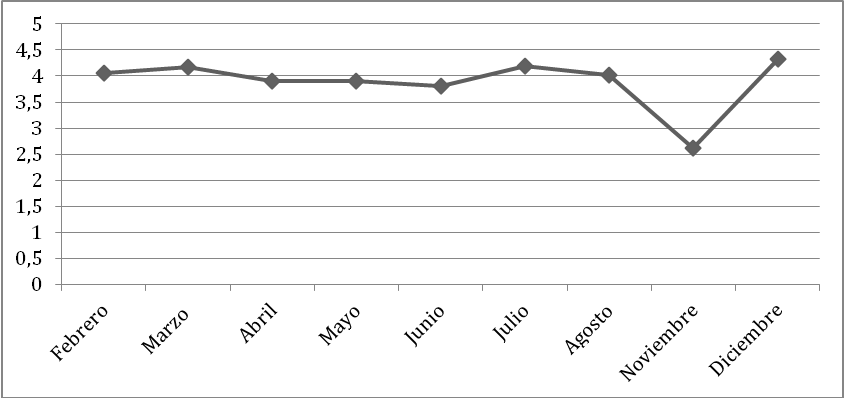 5
4,5
4
3,5
3
2,5
2
1,5
1
0,5
0
Febrero
Marzo
Abril
Mayo
Junio
Julio
Agosto
Noviembre
Diciembre